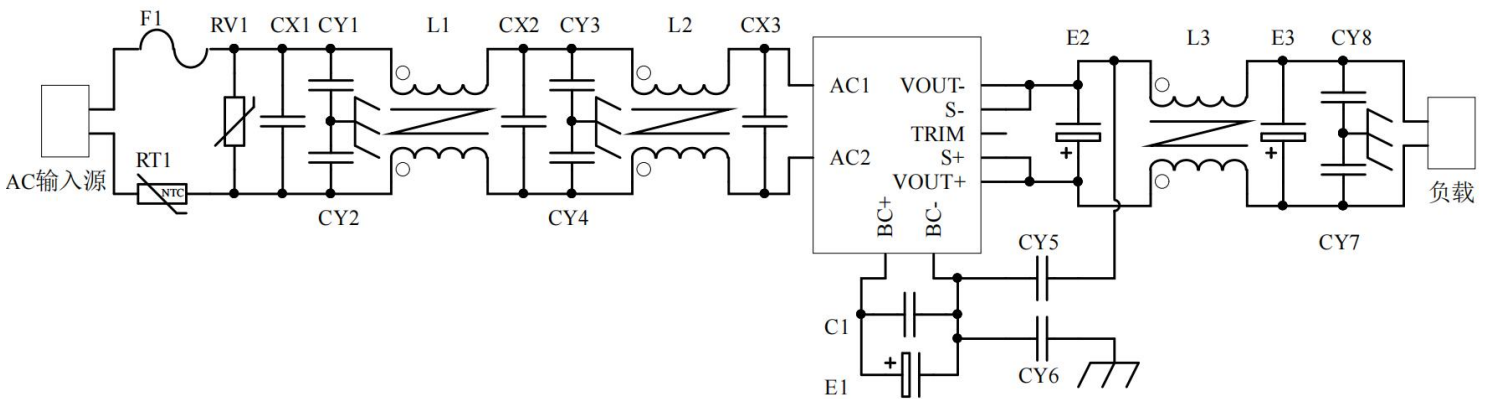 F1 RV1 CX1 CY1 L1 CX2 CY3 L2 CX3 E2 L3 E3 CY8
AC1 VOUT-
S-
TRIM
AC2 S+
VOUT+
BC+ BC-
RT1
NTC
AC输入源
负载
+ +
CY2 CY4 CY5 CY7
C1
+
E1 CY6